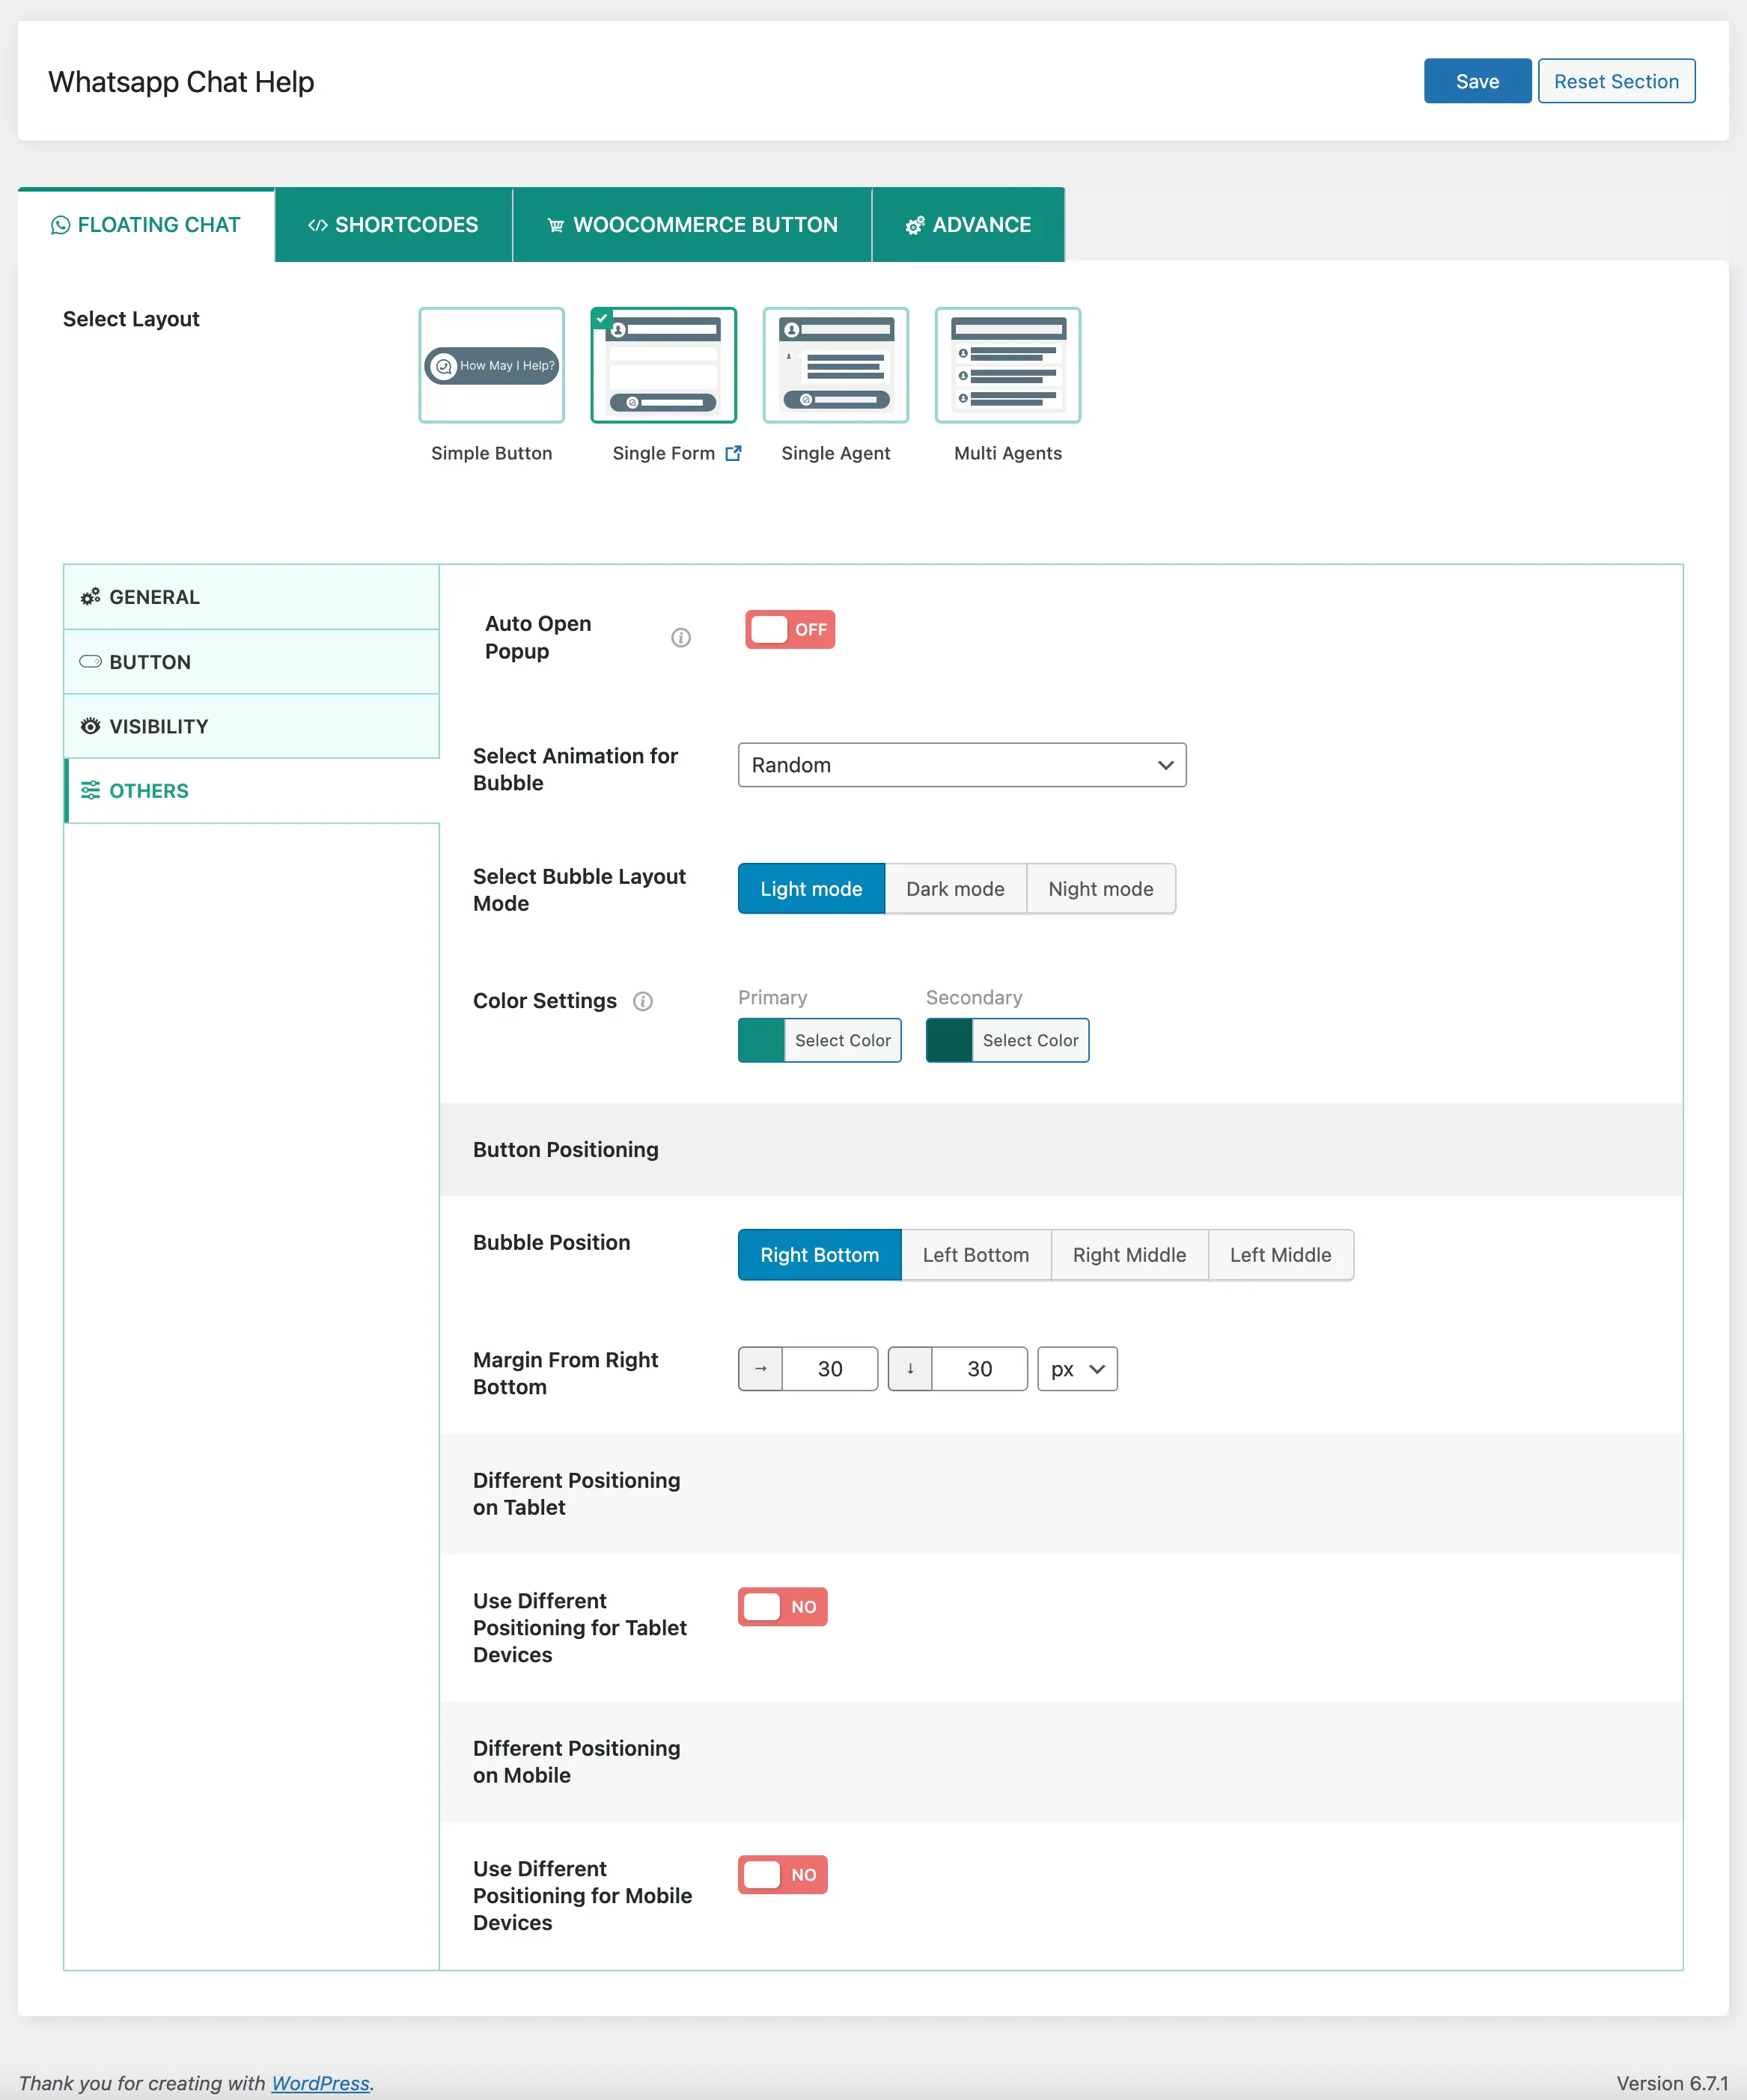 Whatsapp Chat Help
Save
Reset Section
FLOATING CHAT
SHORTCODES
WOOCOMMERCE BUTTON
ADVANCE
Select Layout
How May I Help?
Simple Button
Single Form
Single Agent
Multi Agents
GENERAL
BUTTON
VISIBILITY
OTHERS
Auto Open
Popup
OFF
Select Animation for
Bubble
Random
Select Bubble Layout
Mode
Light mode
Dark mode
Night mode
Color Settings
Primary
Select Color
Secondary
Select Color
Button Positioning
Bubble Position
Right Bottom
Left Bottom
Right Middle
Left Middle
Margin From Right
Bottom
→
30
↓
30
px
Different Positioning
on Tablet
Use Different
Positioning for Tablet
Devices
NO
Different Positioning
on Mobile
Use Different
Positioning for Mobile
Devices
NO
Thank you for creating with WordPress.
Version 6.7.1